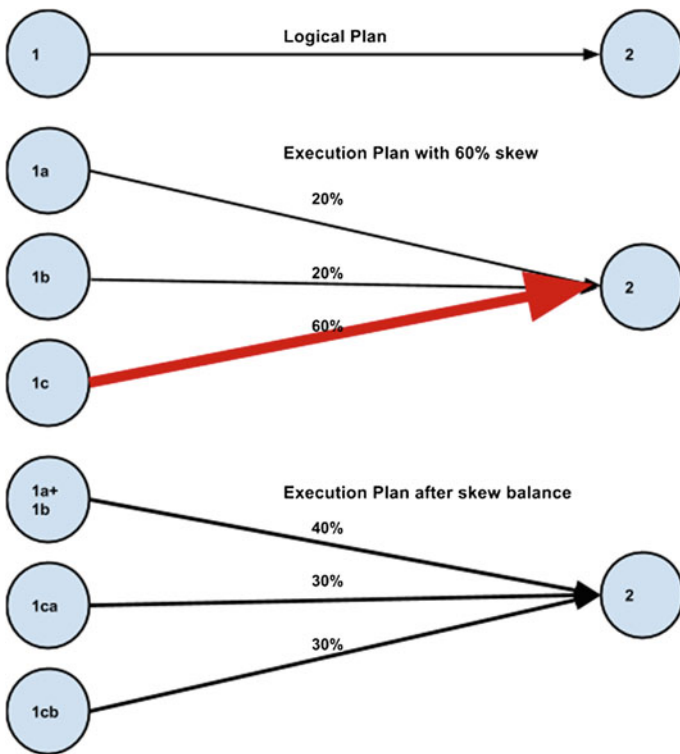 Logical Plan
1
2
Execution Plan with 60% skew
1a
20%
1b
20%
2
60%
1c
Execution Plan after skew balance
1a+
1b
40%
1ca
30%
2
30%
1cb